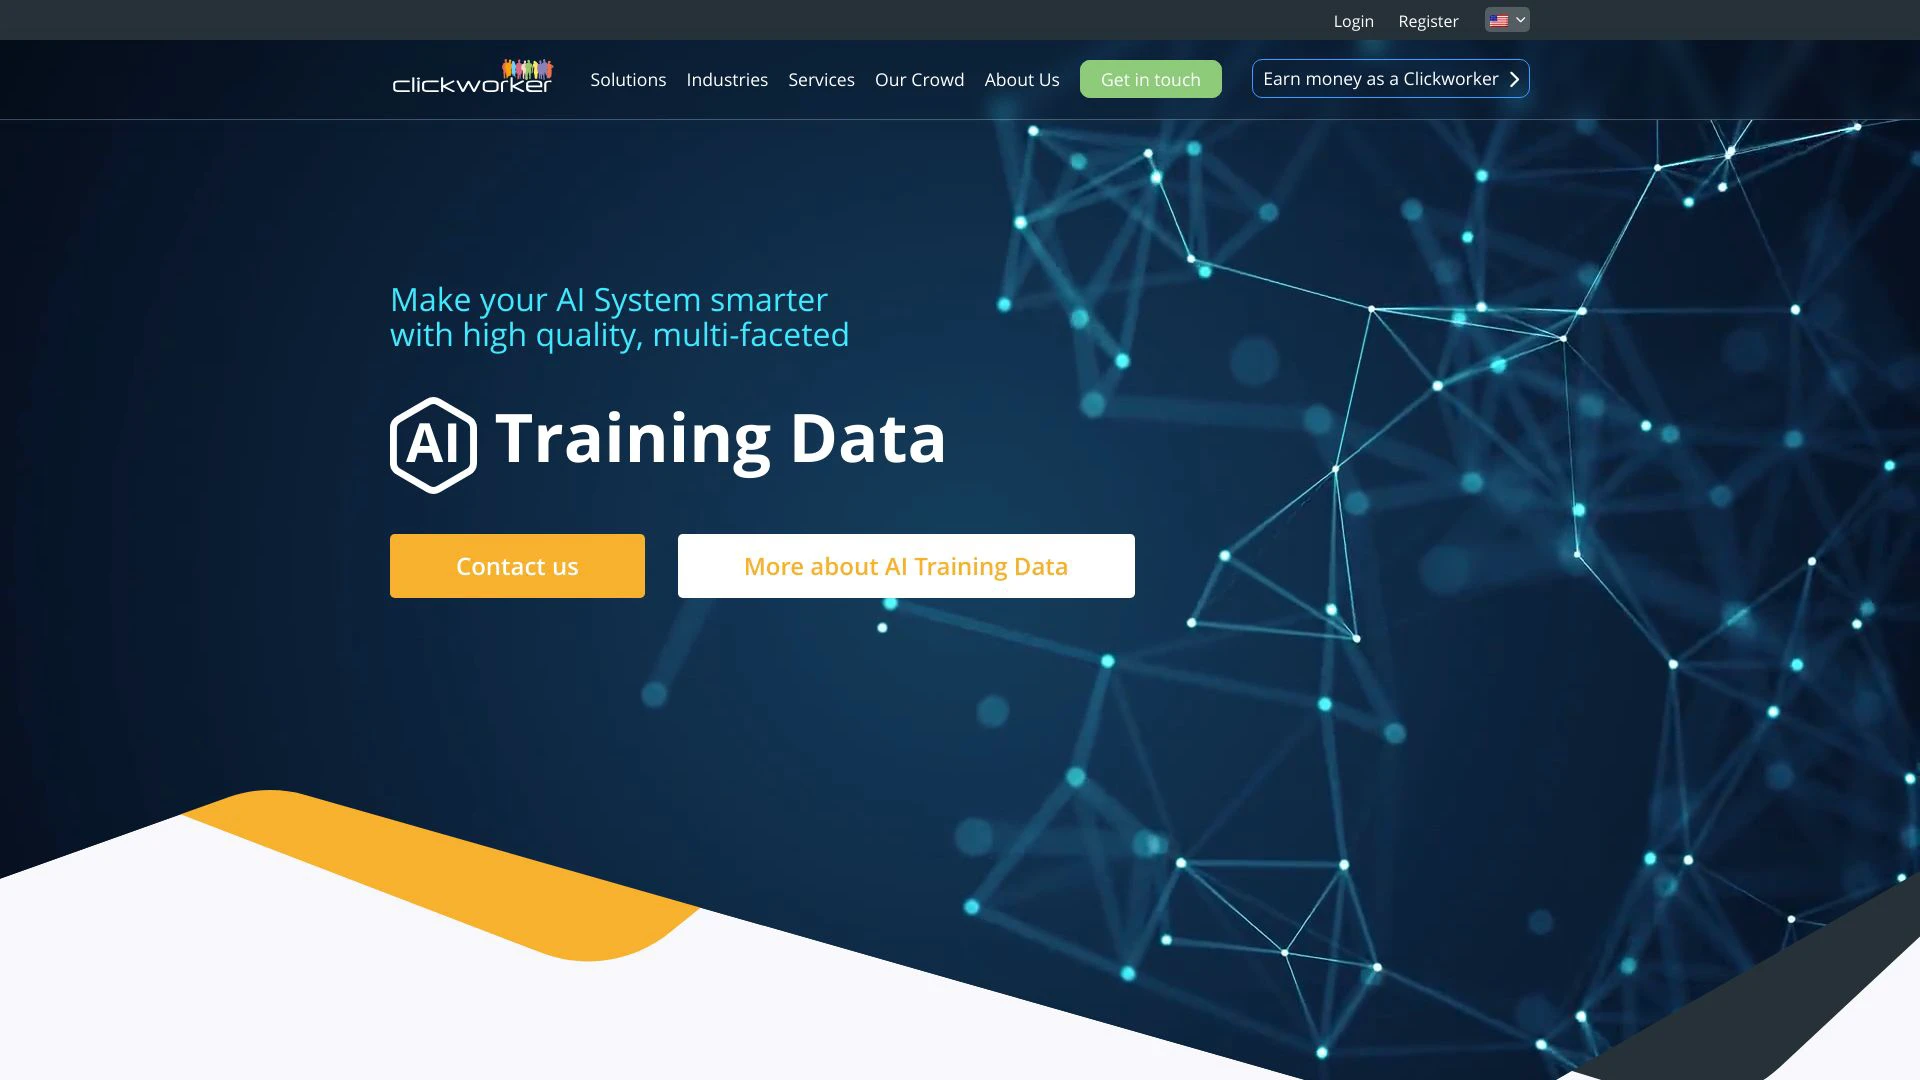 Login Register
clickworker
Solutions Industries Services Our Crowd About Us Get in touch Earn money as a Clickworker
Make your AI System smarter
with high quality, multi-faceted
AI Training Data
Contact us More about AI Training Data